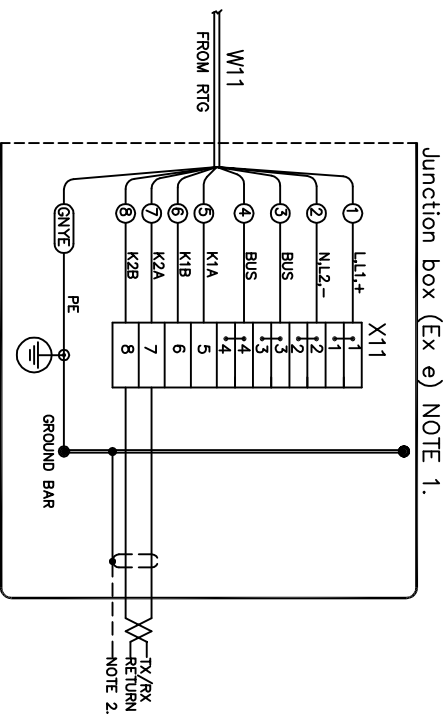 Junction box (Ex e) NOTE 1.
W11
FROM RTG
X11
1 L,L1,+ 1
1
2 N,L2,- 2
2
3 BUS 3
3
4 BUS 4
4
5 K1A 5
6 K1B 6
7 K2A 7
8 K2B 8
GNYE PE
GROUND BAR
TX/RX
RETURN
NOTE 2.